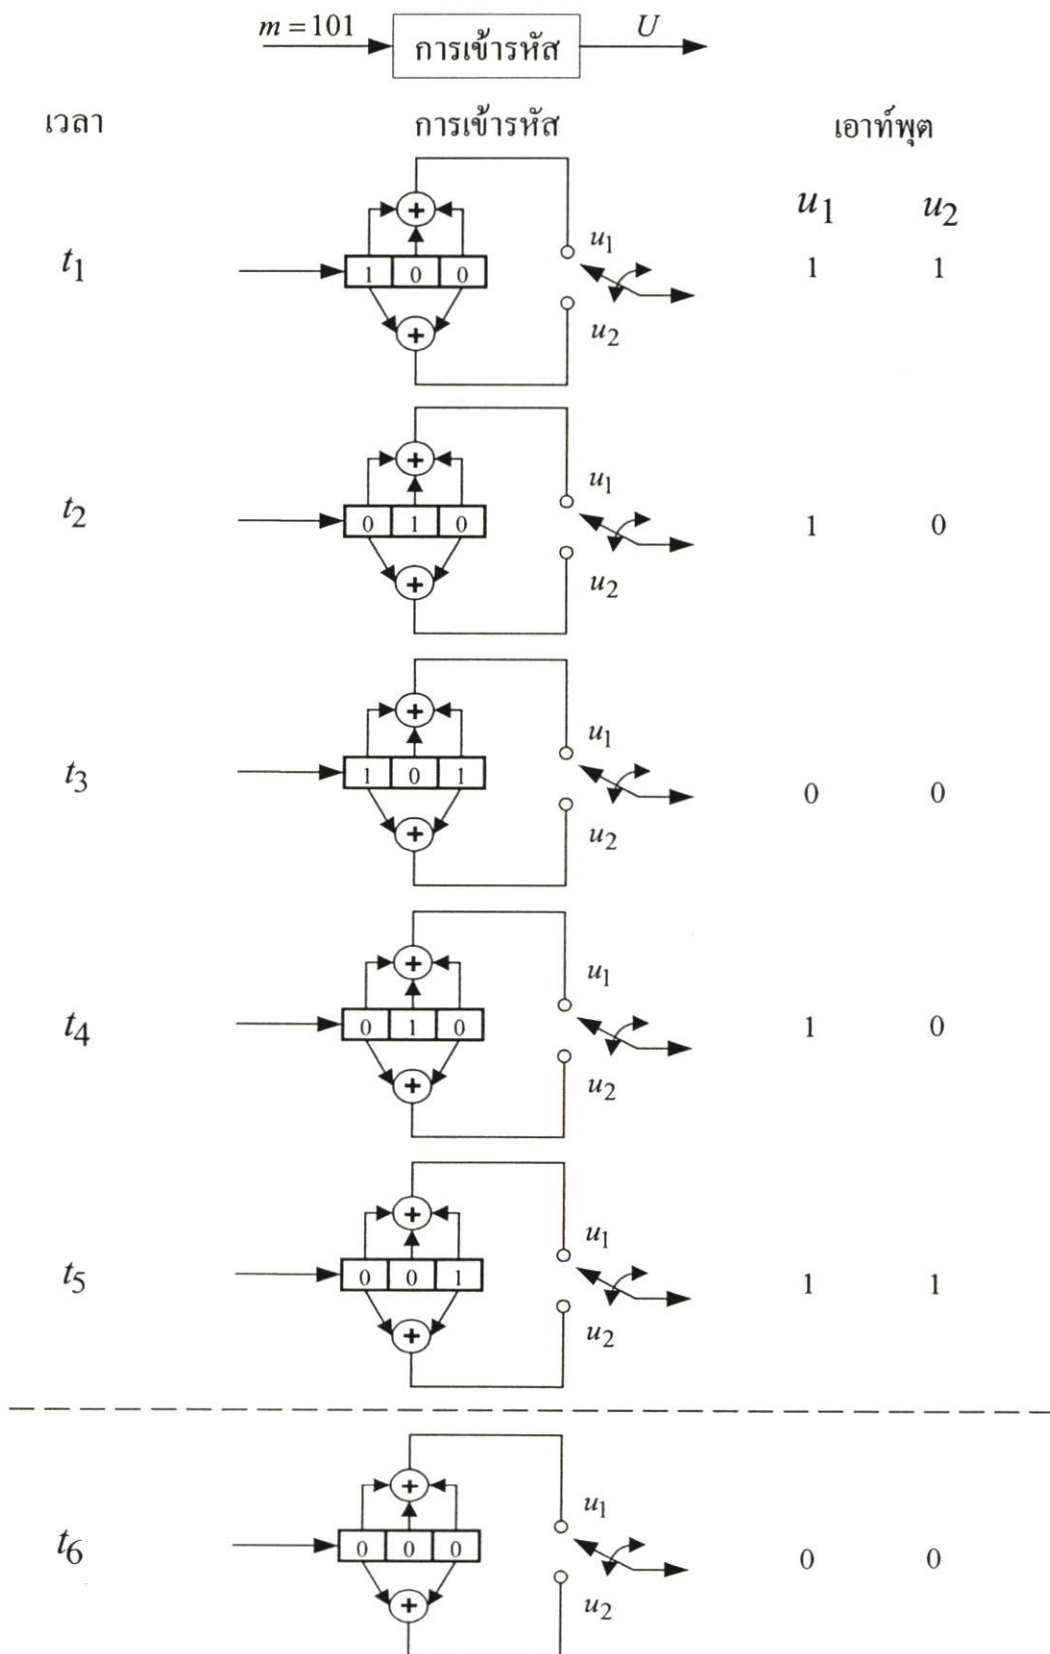 m = 101 การเข้ารหัส U
เวลา การเข้ารหัส เอาท์พุต
u1 u2
t1 1 0 0 u1 u2 1 1
t2 0 1 0 u1 u2 1 0
t3 1 0 1 u1 u2 0 0
t4 0 1 0 u1 u2 1 0
t5 0 0 1 u1 u2 1 1
t6 0 0 0 u1 u2 0 0